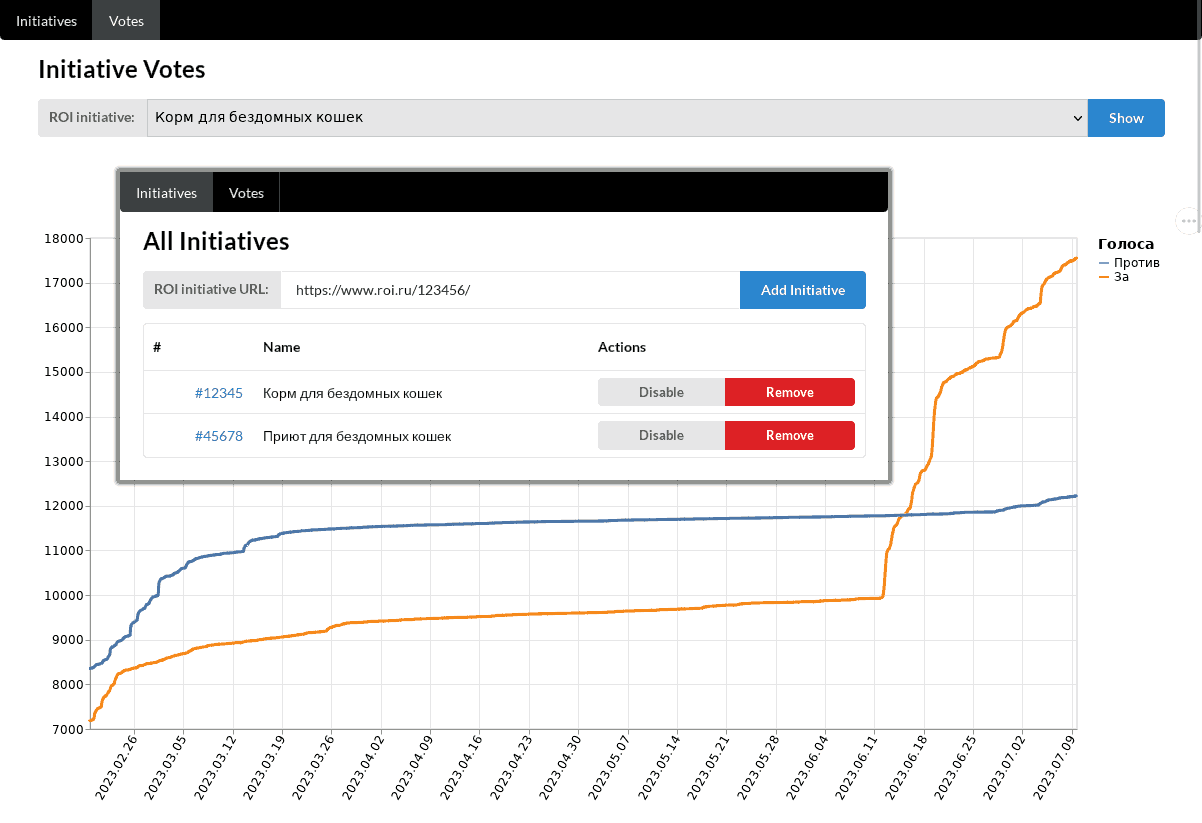 Initiatives Votes
Initiative Votes
ROI initiative: Корм для бездомных кошек Show
Initiatives Votes
All Initiatives
ROI initiative URL: https://www.roi.ru/123456/ Add Initiative
# Name Actions
#12345 Корм для бездомных кошек Disable Remove
#45678 Приют для бездомных кошек Disable Remove
Голоса
Против
За
18000
17000
16000
15000
14000
13000
12000
11000
10000
9000
8000
7000
2023.02.26
2023.03.05
2023.03.12
2023.03.19
2023.03.26
2023.04.02
2023.04.09
2023.04.16
2023.04.23
2023.04.30
2023.05.07
2023.05.14
2023.05.21
2023.05.28
2023.06.04
2023.06.11
2023.06.18
2023.06.25
2023.07.02
2023.07.09